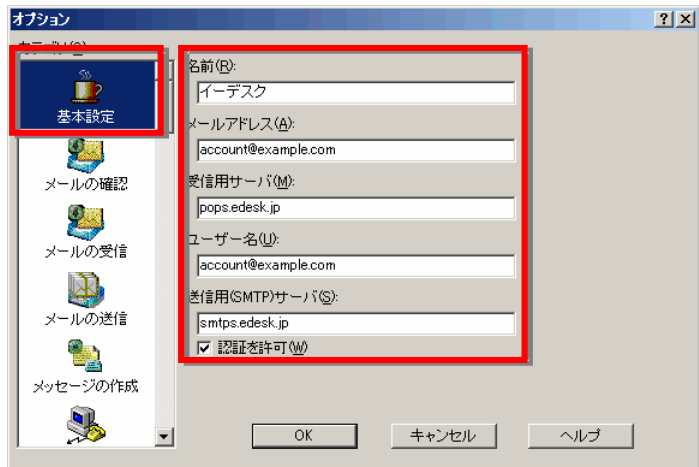 オプション
カテゴリ(C)
基本設定
メールの確認
メールの受信
メールの送信
メッセージの作成
名前(R):
イーデスク
メールアドレス(A):
account@example.com
受信用サーバ(M):
pops.edesk.jp
ユーザー名(U):
account@example.com
送信用(SMTP)サーバ(S):
smtps.edesk.jp
認証を許可(W)
OK
キャンセル
ヘルプ